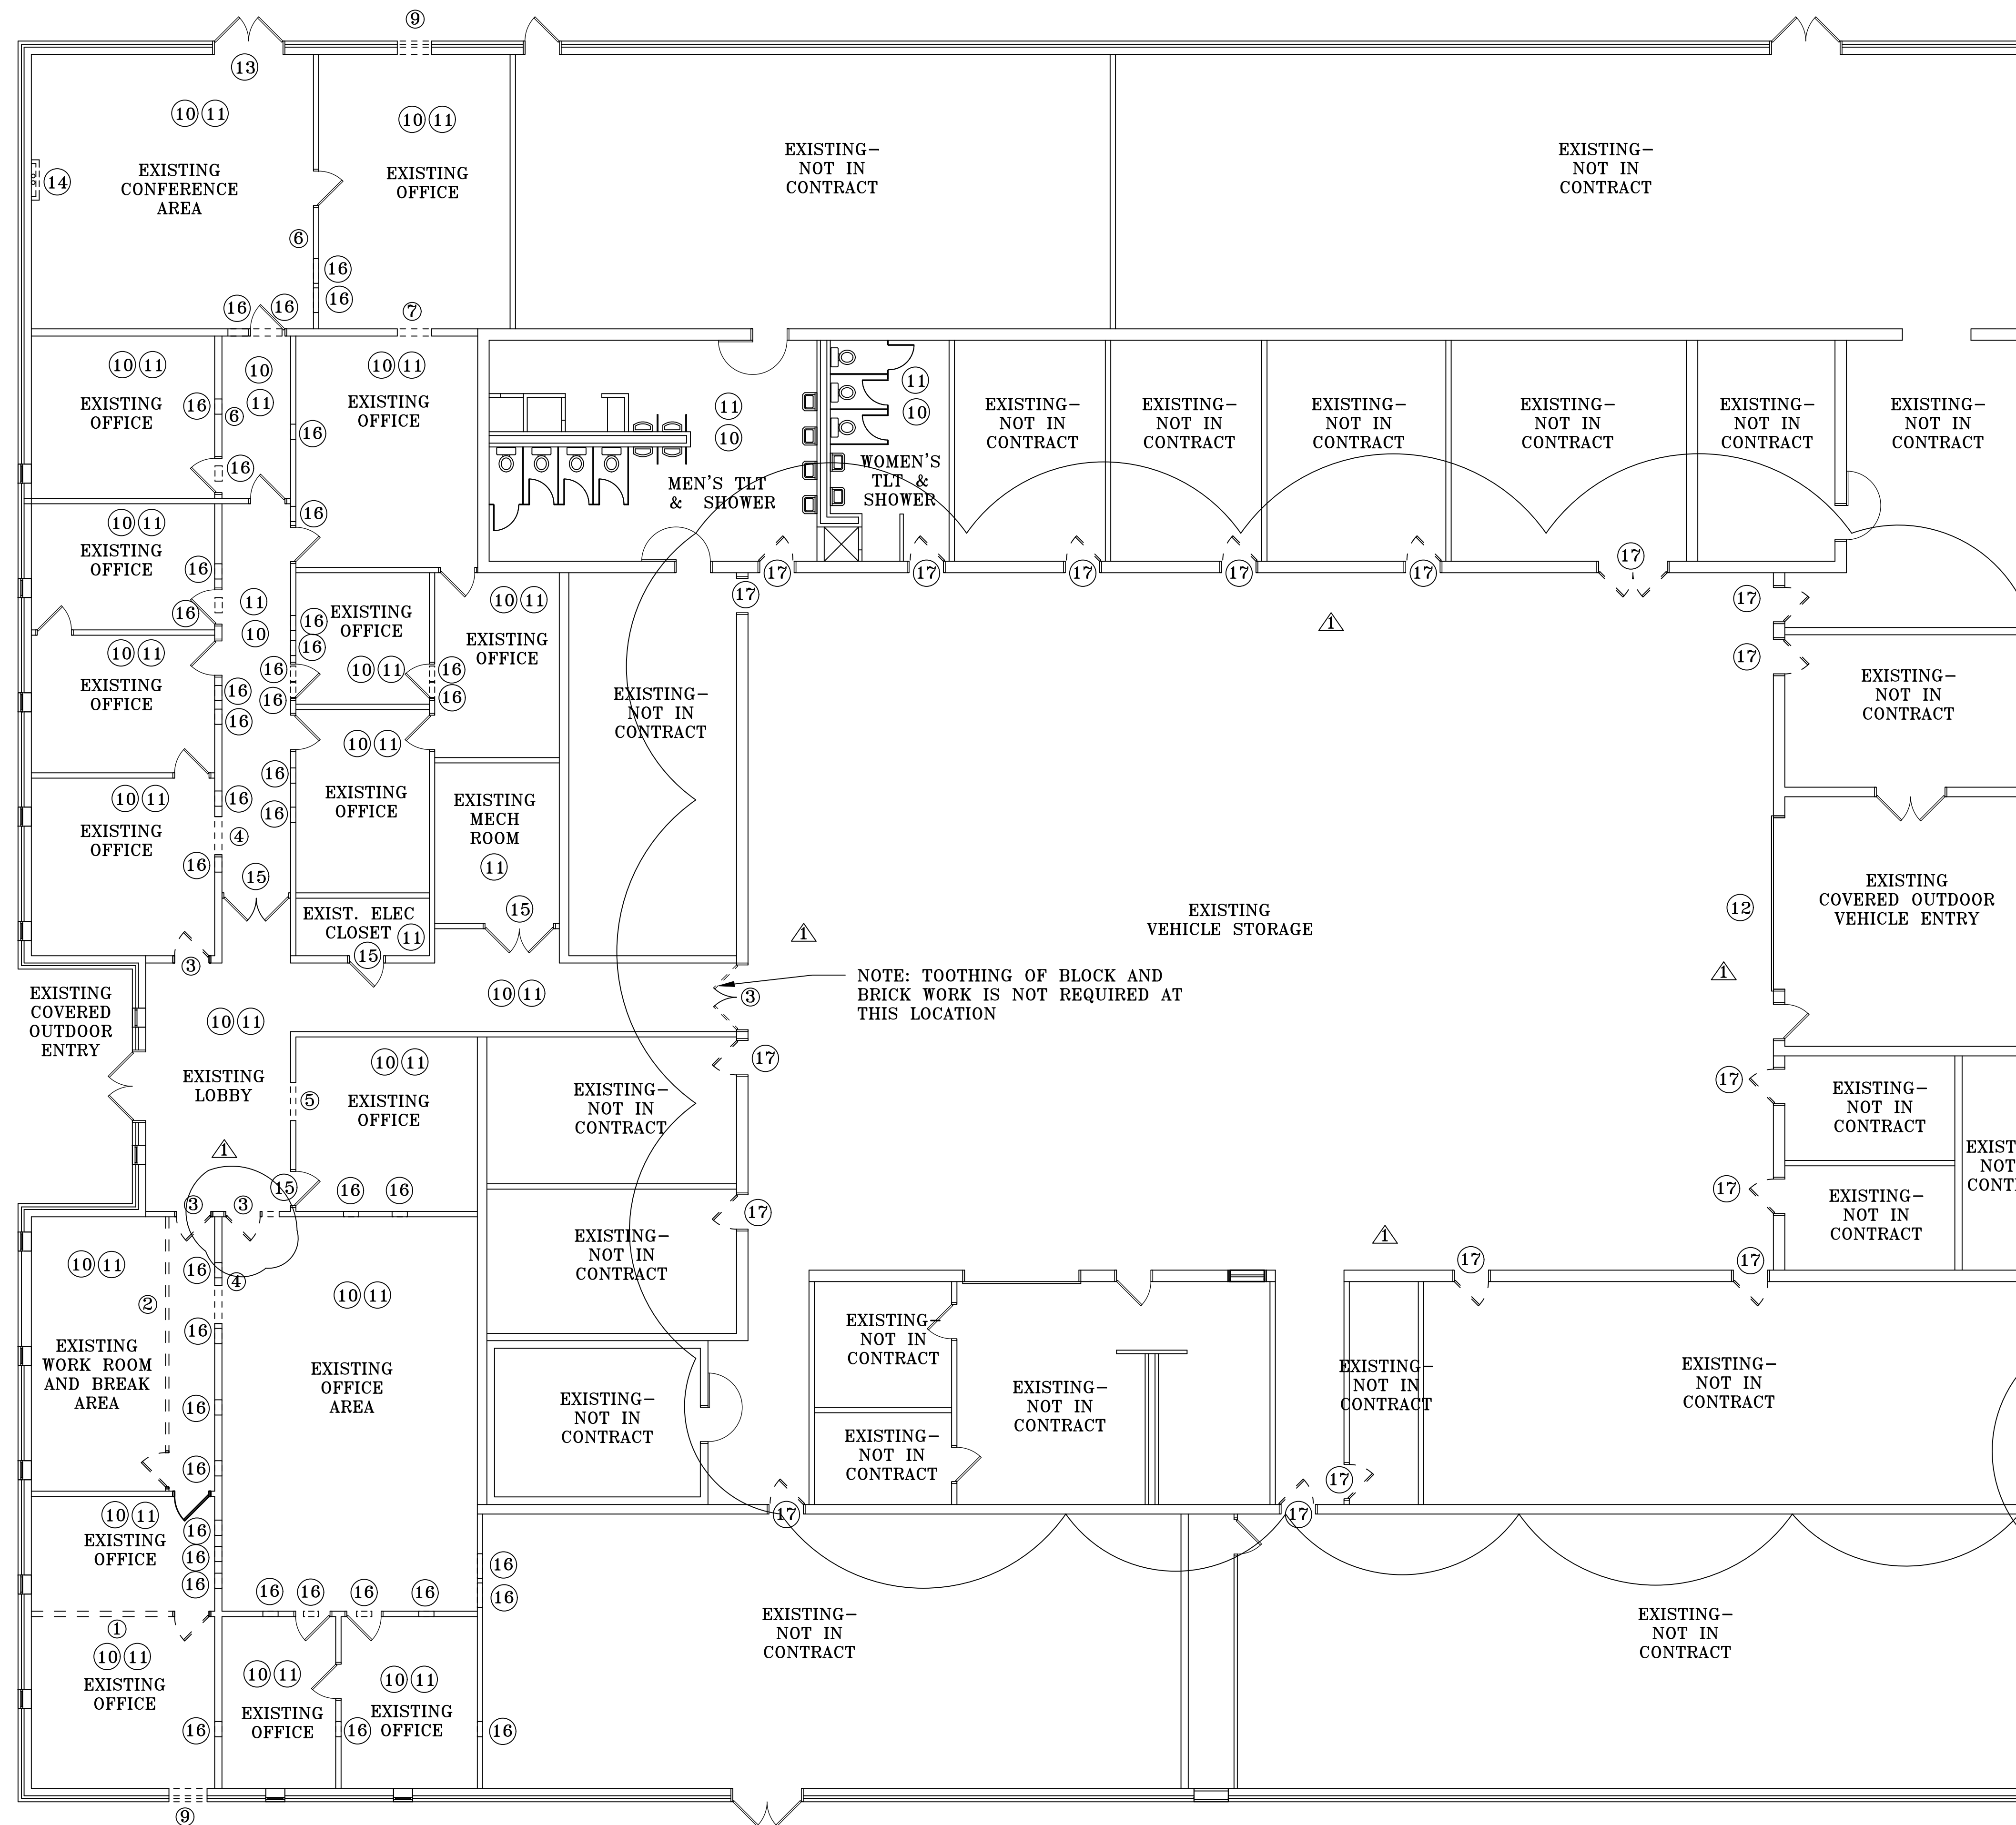 9
13
10 11
10 11
EXISTING
CONFERENCE
AREA
14
EXISTING
OFFICE
EXISTING-
NOT IN
CONTRACT
EXISTING-
NOT IN
CONTRACT
6
16
16
16
16
7
10 11
EXISTING
OFFICE
16
6
16
10
11
10 11
EXISTING
OFFICE
16
16
11
10
MEN'S TLT
& SHOWER
11
10
WOMEN'S
TLT &
SHOWER
EXISTING-
NOT IN
CONTRACT
EXISTING-
NOT IN
CONTRACT
EXISTING-
NOT IN
CONTRACT
EXISTING-
NOT IN
CONTRACT
EXISTING-
NOT IN
CONTRACT
EXISTING-
NOT IN
CONTRACT
10 11
EXISTING
OFFICE
16
16
11
10
16
16
EXISTING
OFFICE
10 11
10 11
EXISTING
OFFICE
17
17
17
17
17
17
17
17
17
1
10 11
EXISTING
OFFICE
16
16
16
16
16
16
EXISTING-
NOT IN
CONTRACT
EXISTING-
NOT IN
CONTRACT
10 11
EXISTING
OFFICE
16
4
16
15
16
16
10 11
EXISTING
OFFICE
EXISTING
MECH
ROOM
11
15
EXIST. ELEC
CLOSET 11
15
EXISTING
VEHICLE STORAGE
1
12
1
EXISTING
COVERED OUTDOOR
VEHICLE ENTRY
3
10 11
3
NOTE: TOOTHING OF BLOCK AND
BRICK WORK IS NOT REQUIRED AT
THIS LOCATION
EXISTING
COVERED
OUTDOOR
ENTRY
10 11
EXISTING
LOBBY
5
10 11
EXISTING
OFFICE
17
EXISTING-
NOT IN
CONTRACT
17
EXISTING-
NOT IN
CONTRACT
1
15
16
16
3
3
17
EXISTING-
NOT IN
CONTRACT
17
EXISTING-
NOT IN
CONTRACT
1
17
17
10 11
2
16
4
16
EXISTING
WORK ROOM
AND BREAK
AREA
16
16
10 11
EXISTING
OFFICE
AREA
EXISTING-
NOT IN
CONTRACT
EXISTING-
NOT IN
CONTRACT
EXISTING-
NOT IN
CONTRACT
EXISTING-
NOT IN
CONTRACT
EXISTING-
NOT IN
CONTRACT
EXISTING-
NOT IN
CONTRACT
17
17
17
10 11
EXISTING
OFFICE
16
16
16
16
16
16
16
16
16
1
10 11
EXISTING
OFFICE
16
10 11
EXISTING
OFFICE
10 11
EXISTING
OFFICE
16
16
EXISTING-
NOT IN
CONTRACT
EXISTING-
NOT IN
CONTRACT
9